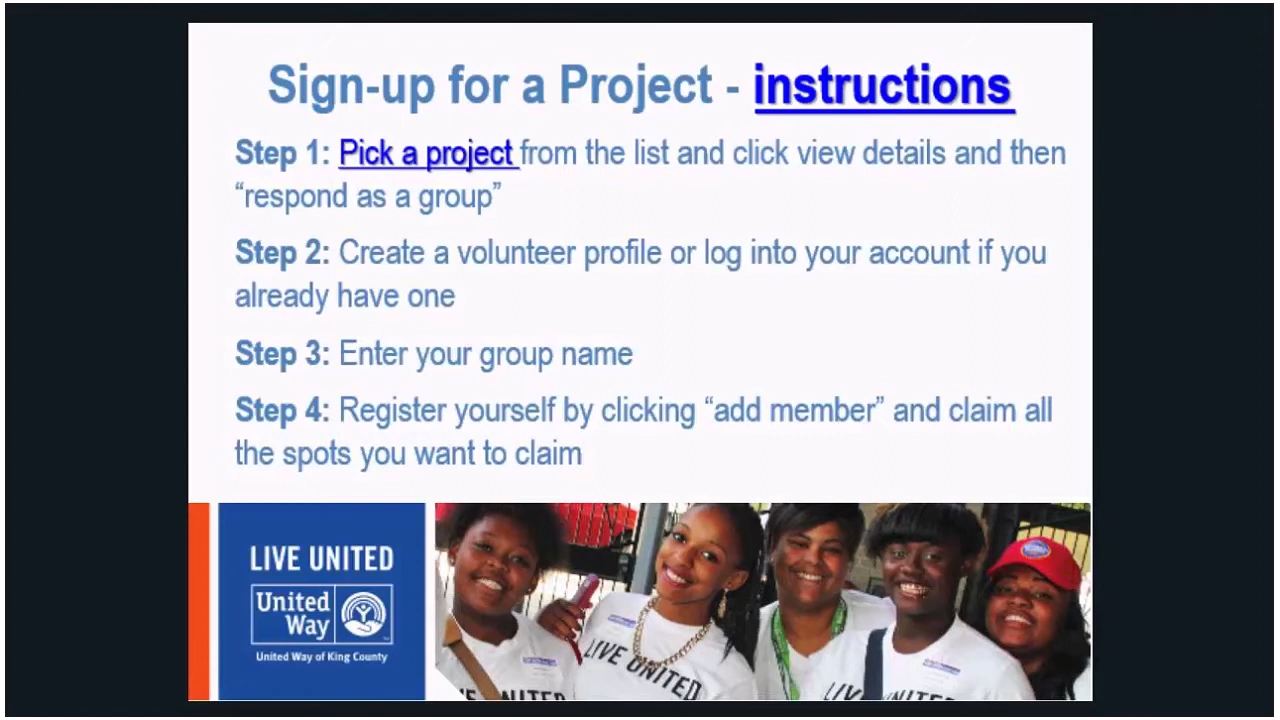 Sign-up for a Project - instructions
Step 1: Pick a project from the list and click view details and then
“respond as a group”
Step 2: Create a volunteer profile or log into your account if you
already have one
Step 3: Enter your group name
Step 4: Register yourself by clicking “add member” and claim all
the spots you want to claim
LIVE UNITED
United
Way
United Way of King County
LIVE UNITED